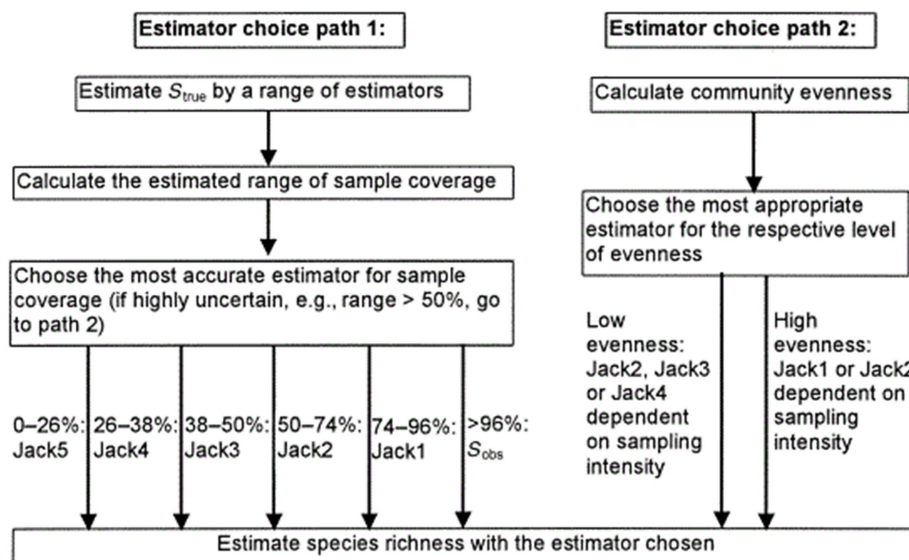 Estimator choice path 1:
Estimate S_true by a range of estimators
Calculate the estimated range of sample coverage
Choose the most accurate estimator for sample
coverage (if highly uncertain, e.g., range > 50%, go
to path 2)
0–26%:
Jack5
26–38%:
Jack4
38–50%:
Jack3
50–74%:
Jack2
74–96%:
Jack1
>96%:
S_obs
Estimator choice path 2:
Calculate community evenness
Choose the most appropriate
estimator for the respective level
of evenness
Low
evenness:
Jack2, Jack3
or Jack4
dependent
on sampling
intensity
High
evenness:
Jack1 or Jack2
dependent on
sampling
intensity
Estimate species richness with the estimator chosen